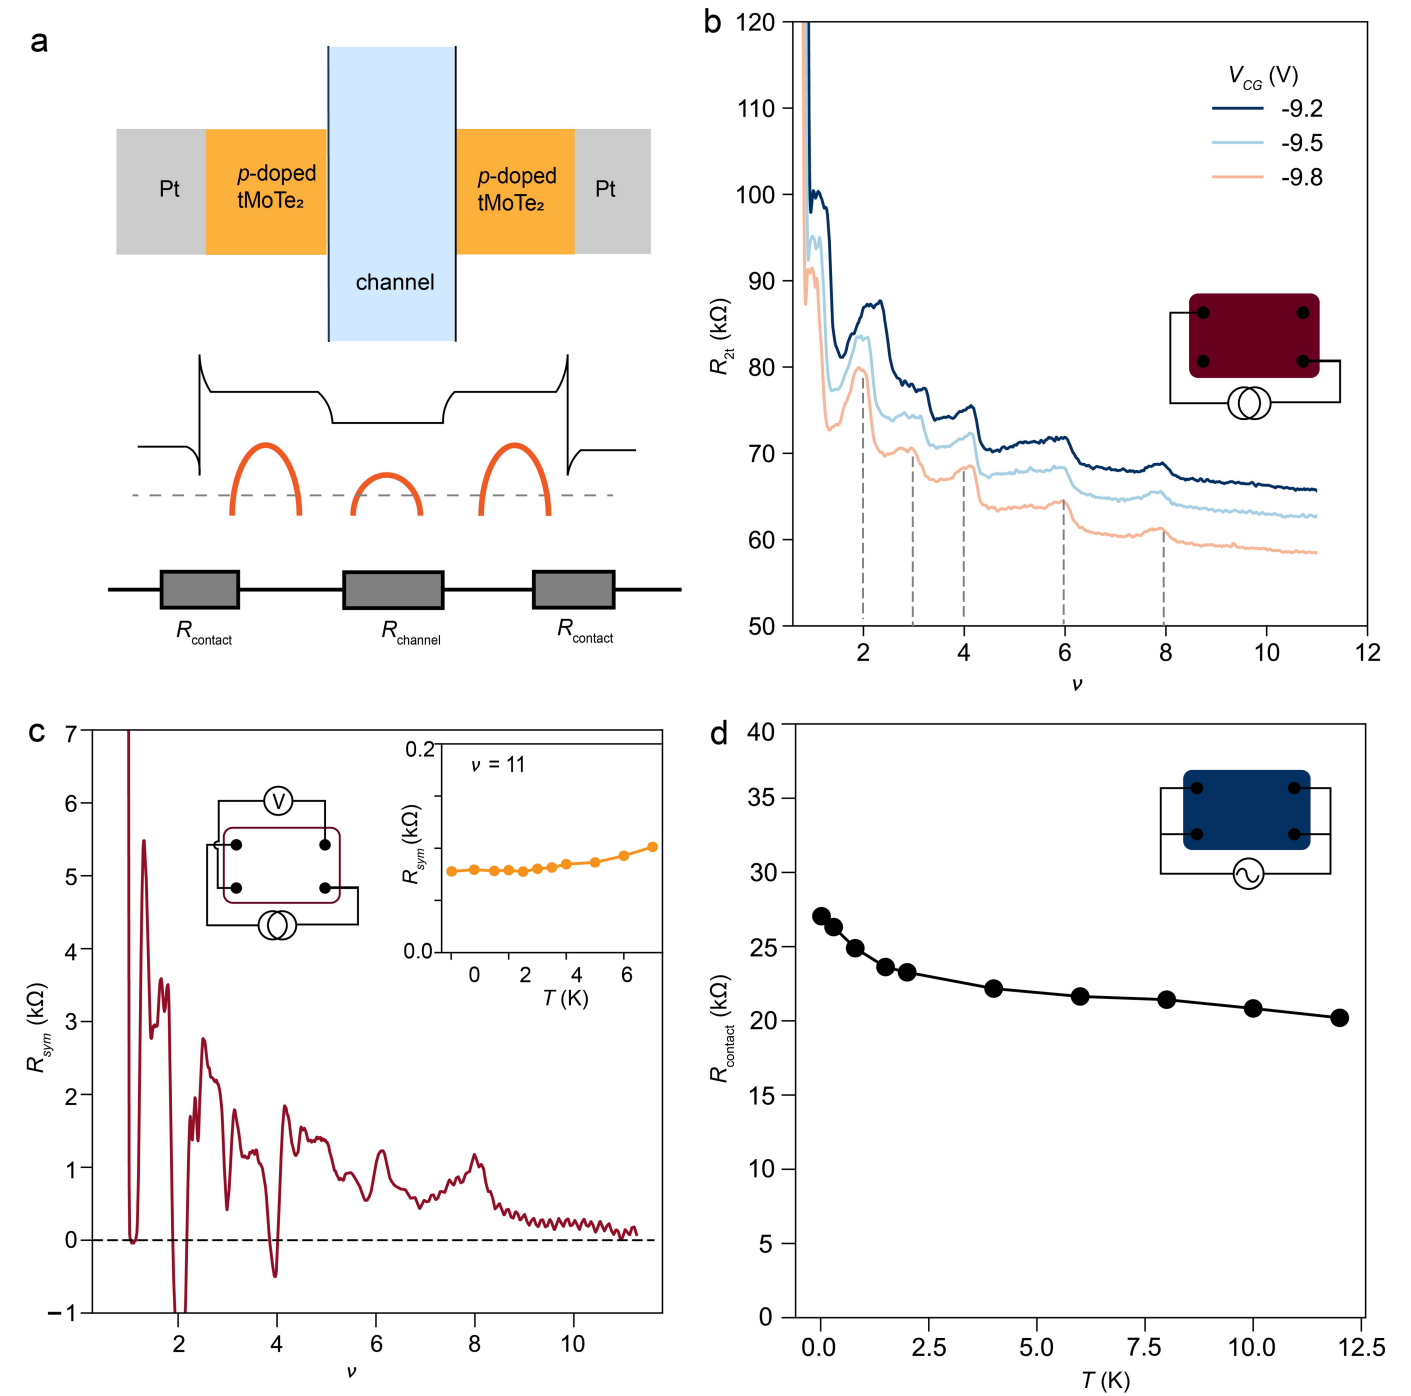 a
Pt
p-doped
tMoTe₂
p-doped
tMoTe₂
Pt
channel
R_contact
R_channel
R_contact
b
120
110
100
90
80
70
60
50
R_2t (kΩ)
V_CG (V)
-9.2
-9.5
-9.8
2 4 6 8 10 12
ν
c
7
6
5
4
3
2
1
0
−1
R_sym (kΩ)
V
0.2
0.0
R_sym (kΩ)
ν = 11
0 2 4 6
T (K)
2 4 6 8 10
ν
d
40
35
30
25
20
15
10
5
0
R_contact (kΩ)
0.0 2.5 5.0 7.5 10.0 12.5
T (K)